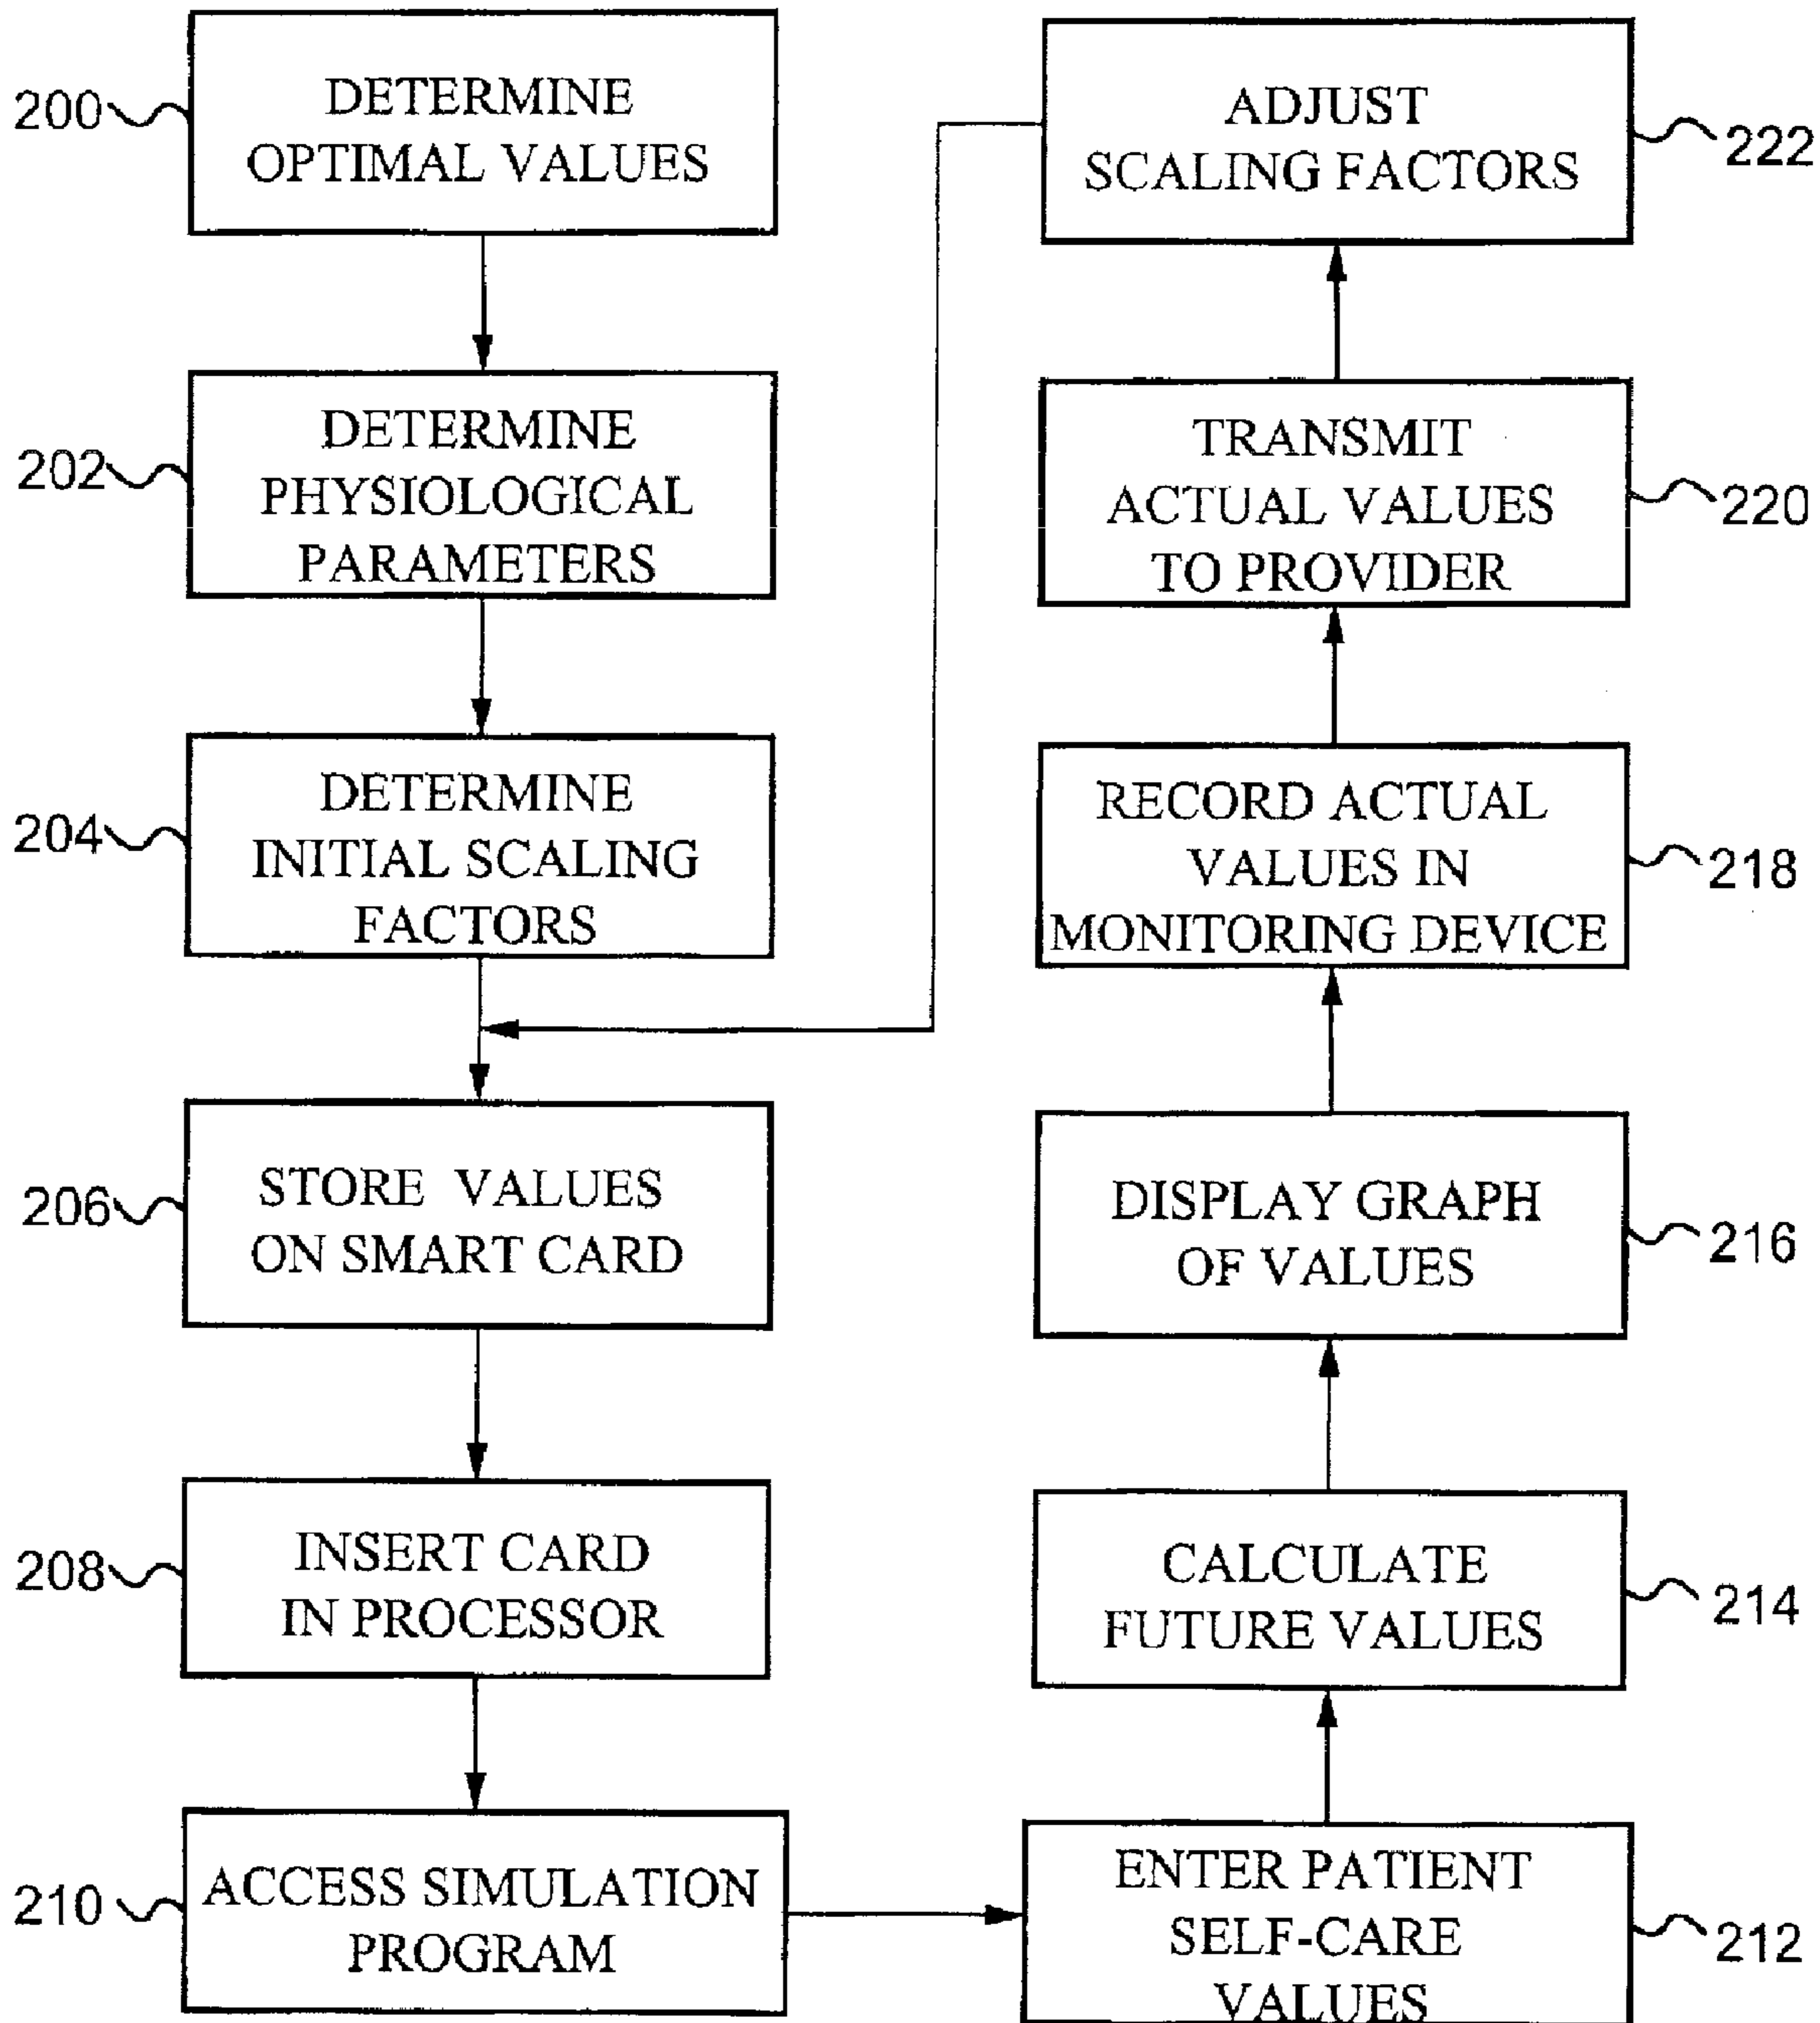 200
DETERMINE
OPTIMAL VALUES
202
DETERMINE
PHYSIOLOGICAL
PARAMETERS
204
DETERMINE
INITIAL SCALING
FACTORS
206
STORE VALUES
ON SMART CARD
208
INSERT CARD
IN PROCESSOR
210
ACCESS SIMULATION
PROGRAM
ENTER PATIENT
SELF-CARE
VALUES
212
CALCULATE
FUTURE VALUES
214
DISPLAY GRAPH
OF VALUES
216
RECORD ACTUAL
VALUES IN
MONITORING DEVICE
218
TRANSMIT
ACTUAL VALUES
TO PROVIDER
220
ADJUST
SCALING FACTORS
222